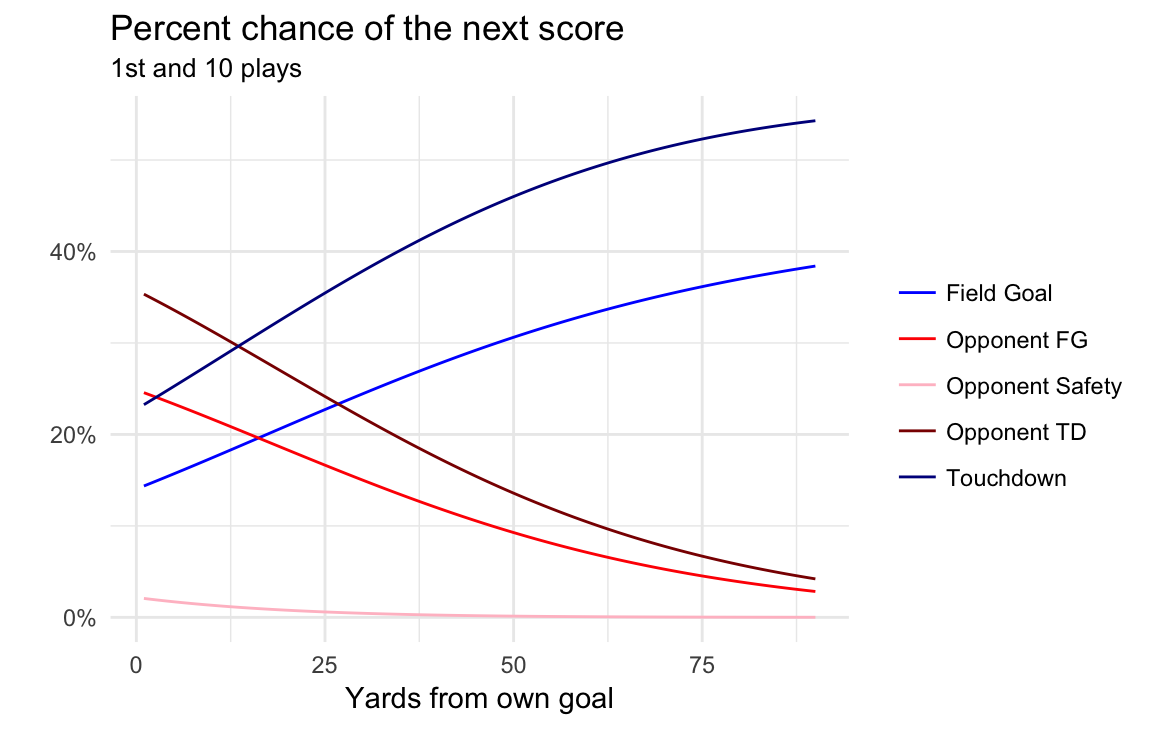 Percent chance of the next score
1st and 10 plays
40%
20%
0%
0
25
50
75
Yards from own goal
Field Goal
Opponent FG
Opponent Safety
Opponent TD
Touchdown